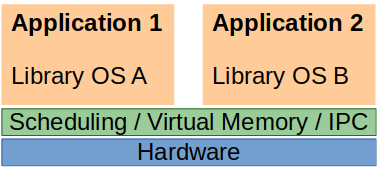 Application 1
Library OS A
Application 2
Library OS B
Scheduling / Virtual Memory / IPC
Hardware